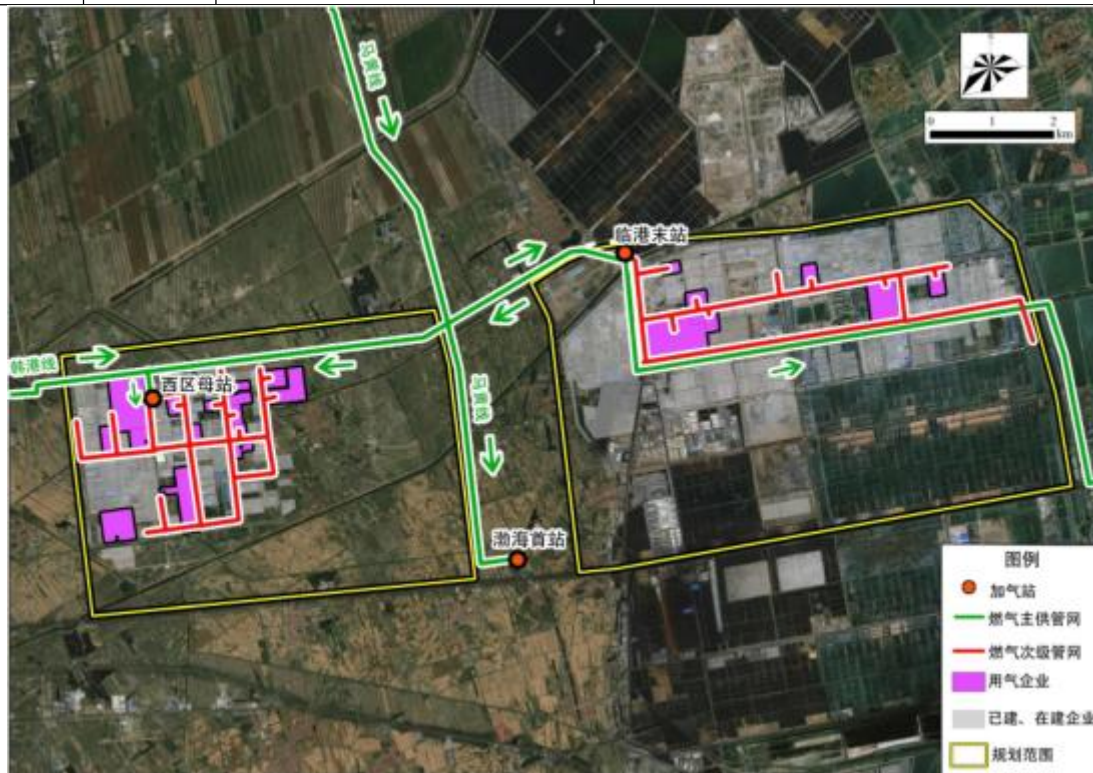 冯黄线
0 1 2
km
临港末站
韩港线
西区母站
冯黄线
渤海首站
图例
加气站
燃气主供管网
燃气次级管网
用气企业
已建、在建企业
规划范围